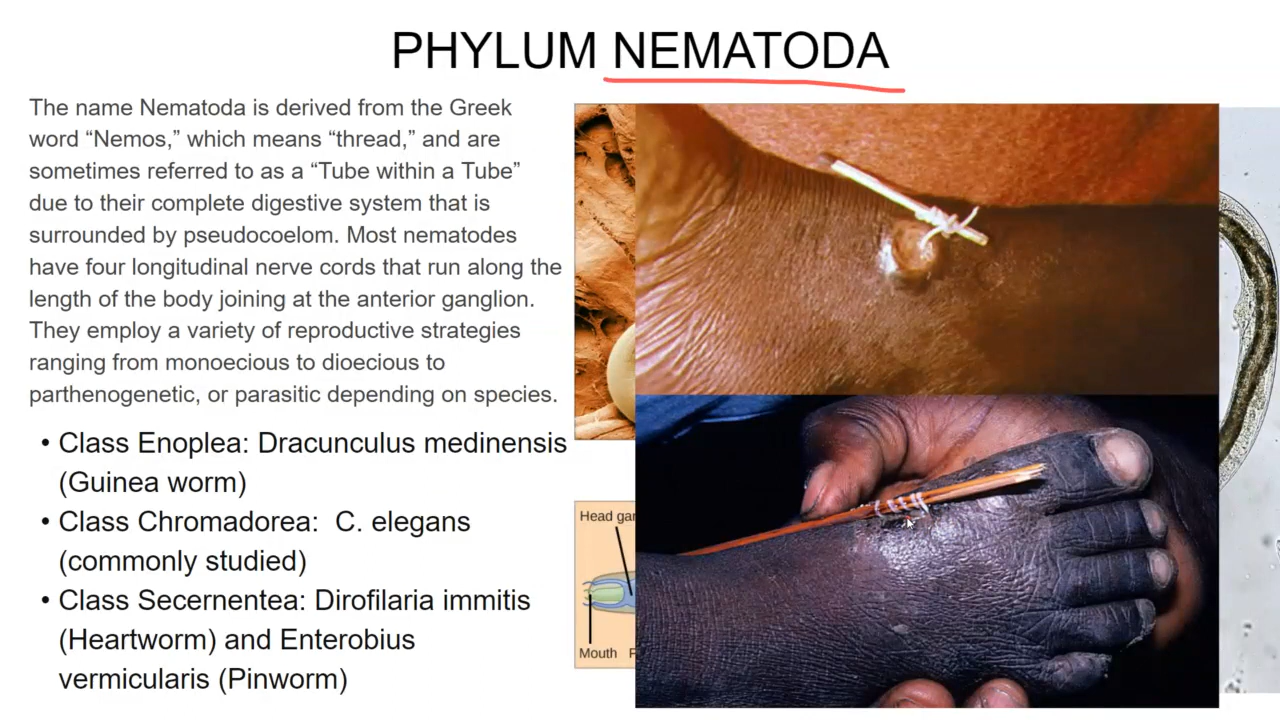 PHYLUM NEMATODA
The name Nematoda is derived from the Greek
word “Nemos,” which means “thread,” and are
sometimes referred to as a “Tube within a Tube”
due to their complete digestive system that is
surrounded by pseudocoelom. Most nematodes
have four longitudinal nerve cords that run along the
length of the body joining at the anterior ganglion.
They employ a variety of reproductive strategies
ranging from monoecious to dioecious to
parthenogenetic, or parasitic depending on species.
• Class Enoplea: Dracunculus medinensis
(Guinea worm)
• Class Chromadorea: C. elegans
(commonly studied)
• Class Secernentea: Dirofilaria immitis
(Heartworm) and Enterobius
vermicularis (Pinworm)
Head
Mouth